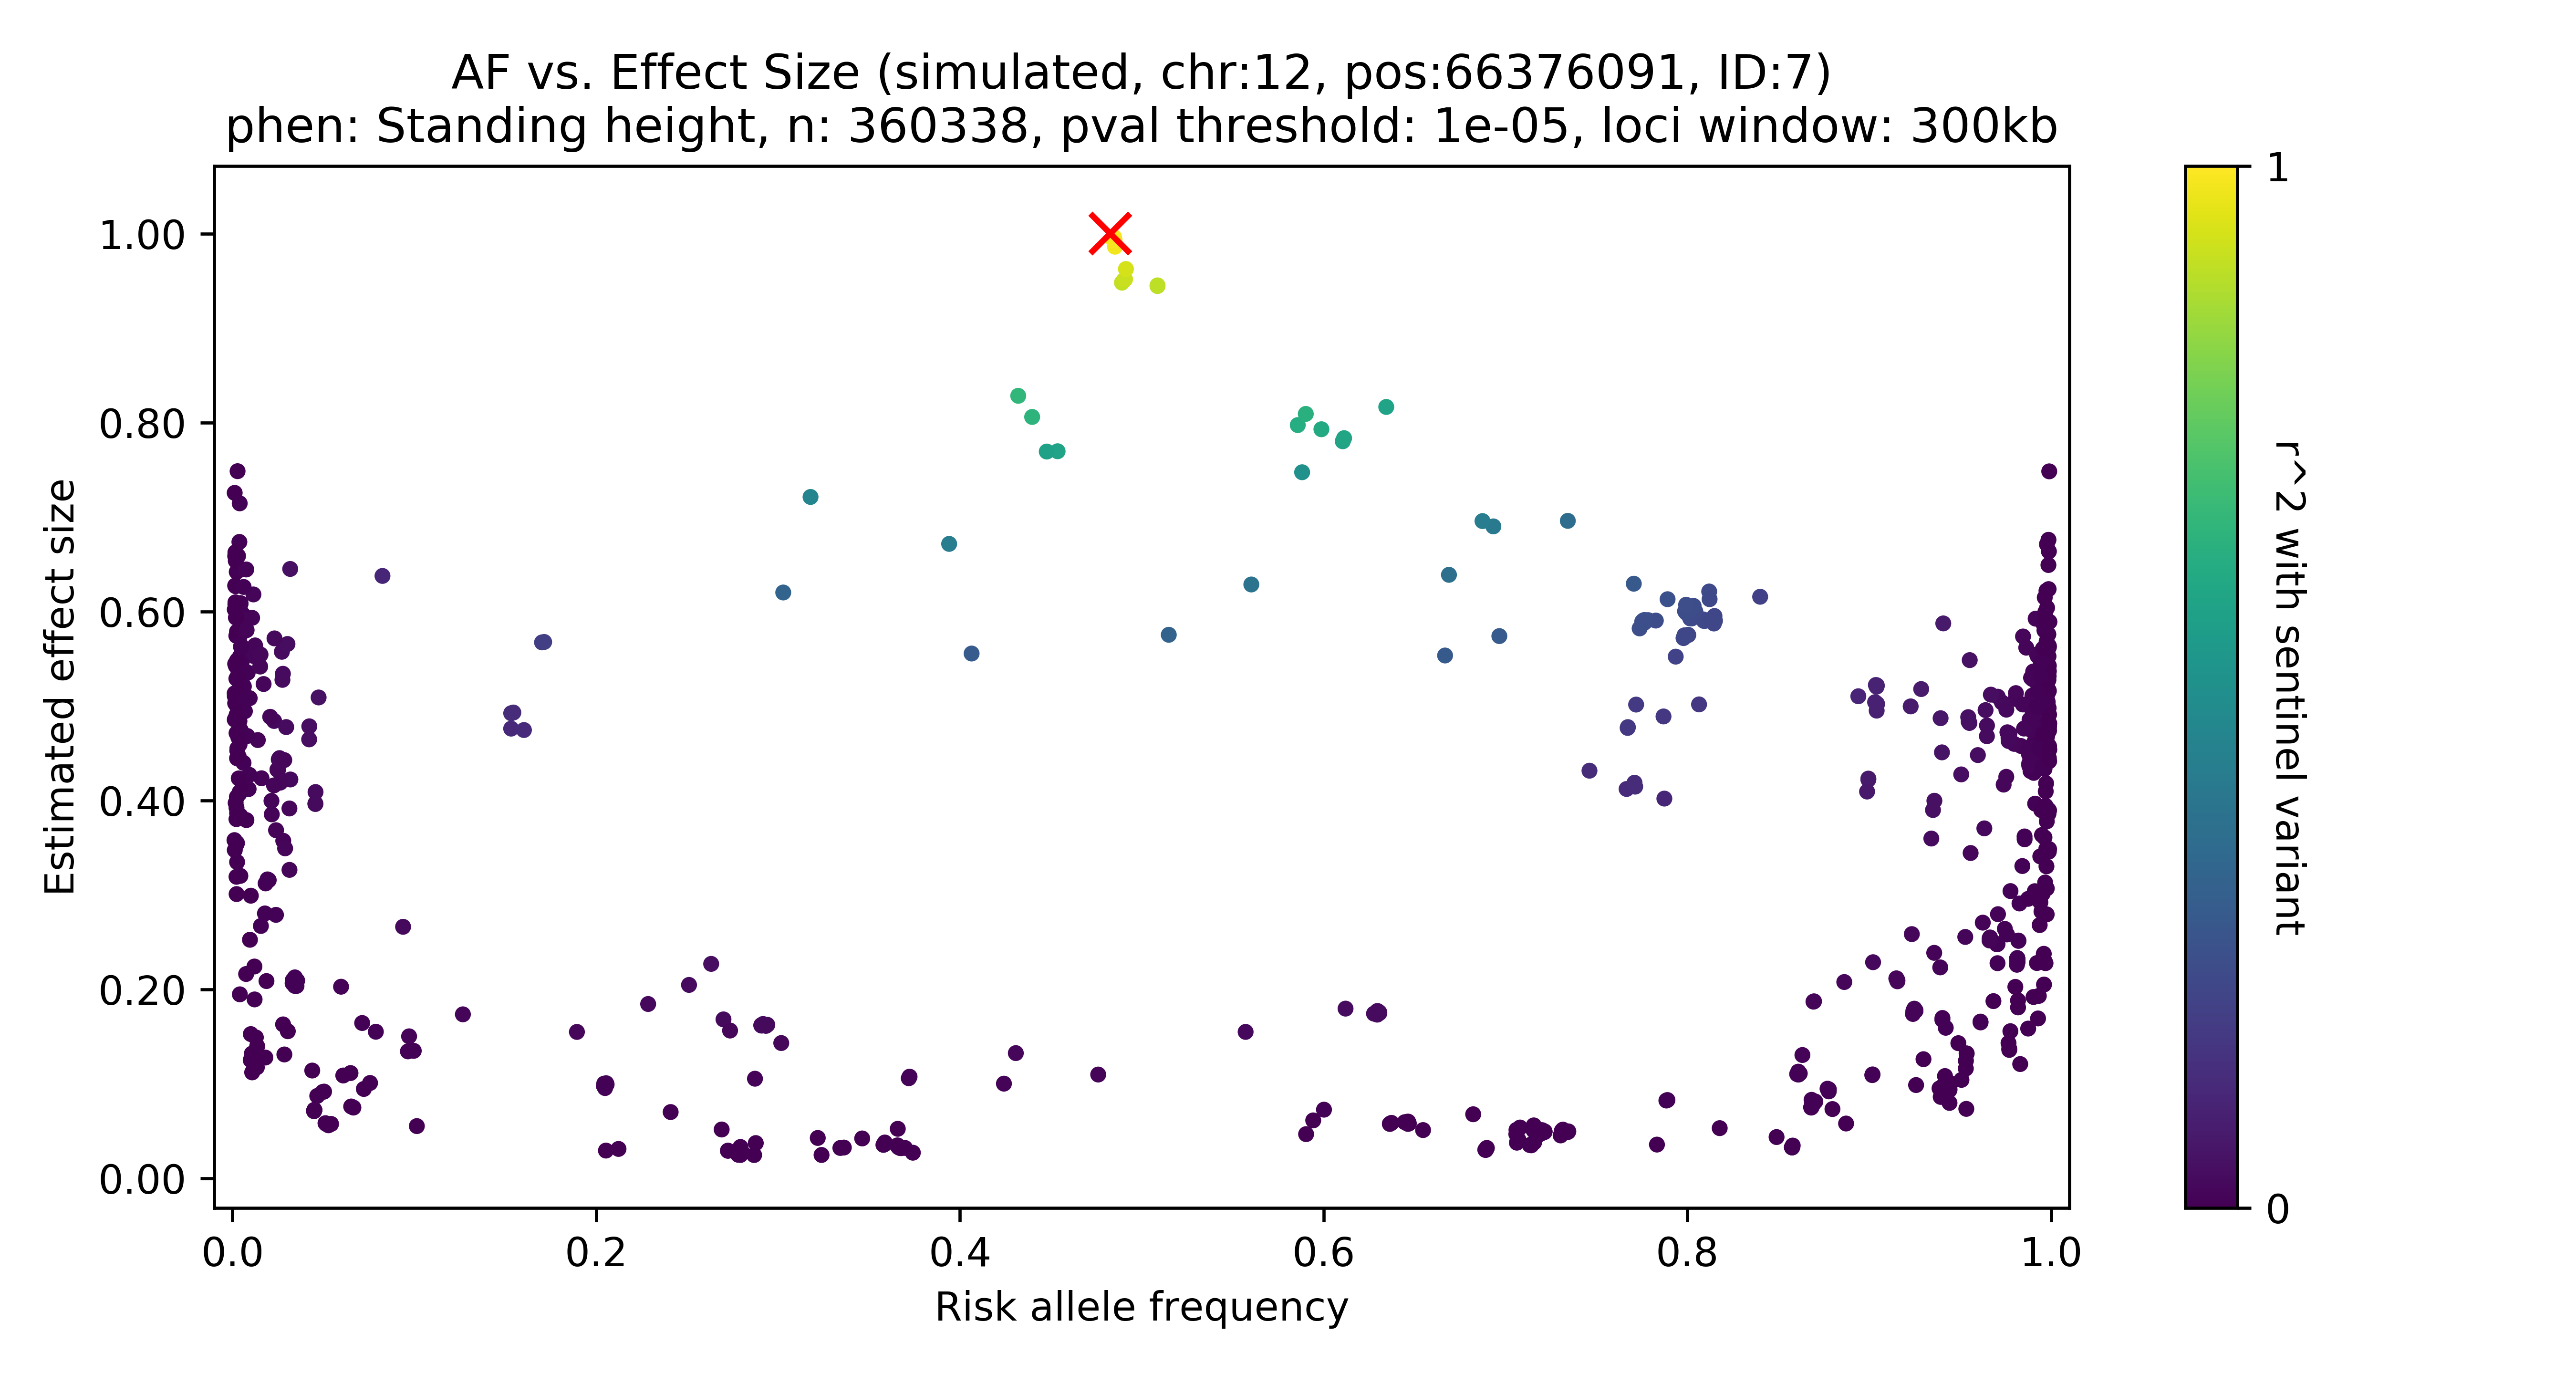 AF vs. Effect Size (simulated, chr:12, pos:66376091, ID:7)
phen: Standing height, n: 360338, pval threshold: 1e-05, loci window: 300kb
1.00
0.80
0.60
0.40
0.20
0.00
Estimated effect size
0.0
0.2
0.4
0.6
0.8
1.0
Risk allele frequency
1
0
r^2 with sentinel variant